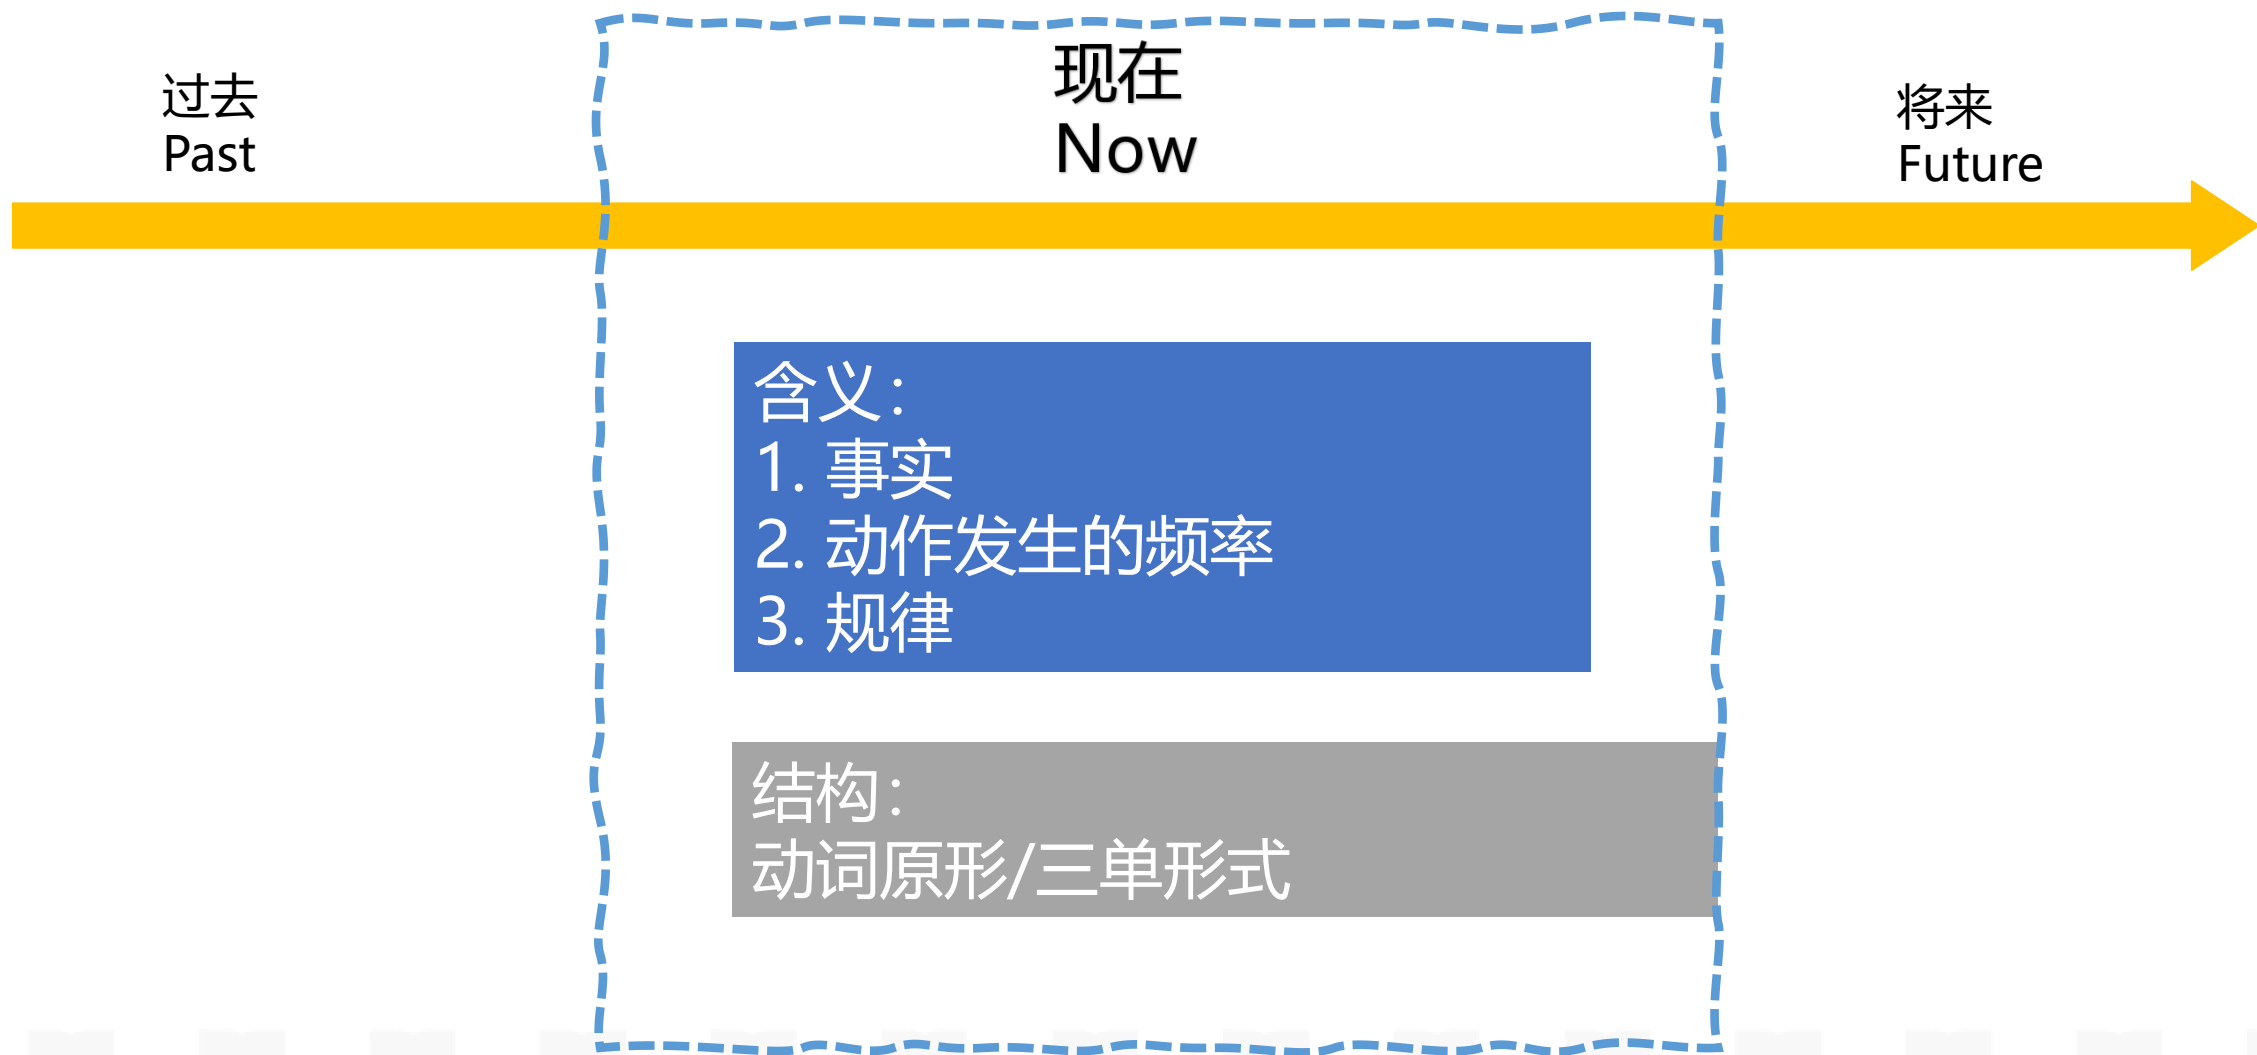 过去
Past
现在
Now
将来
Future
含义：
1. 事实
2. 动作发生的频率
3. 规律
结构：
动词原形/三单形式